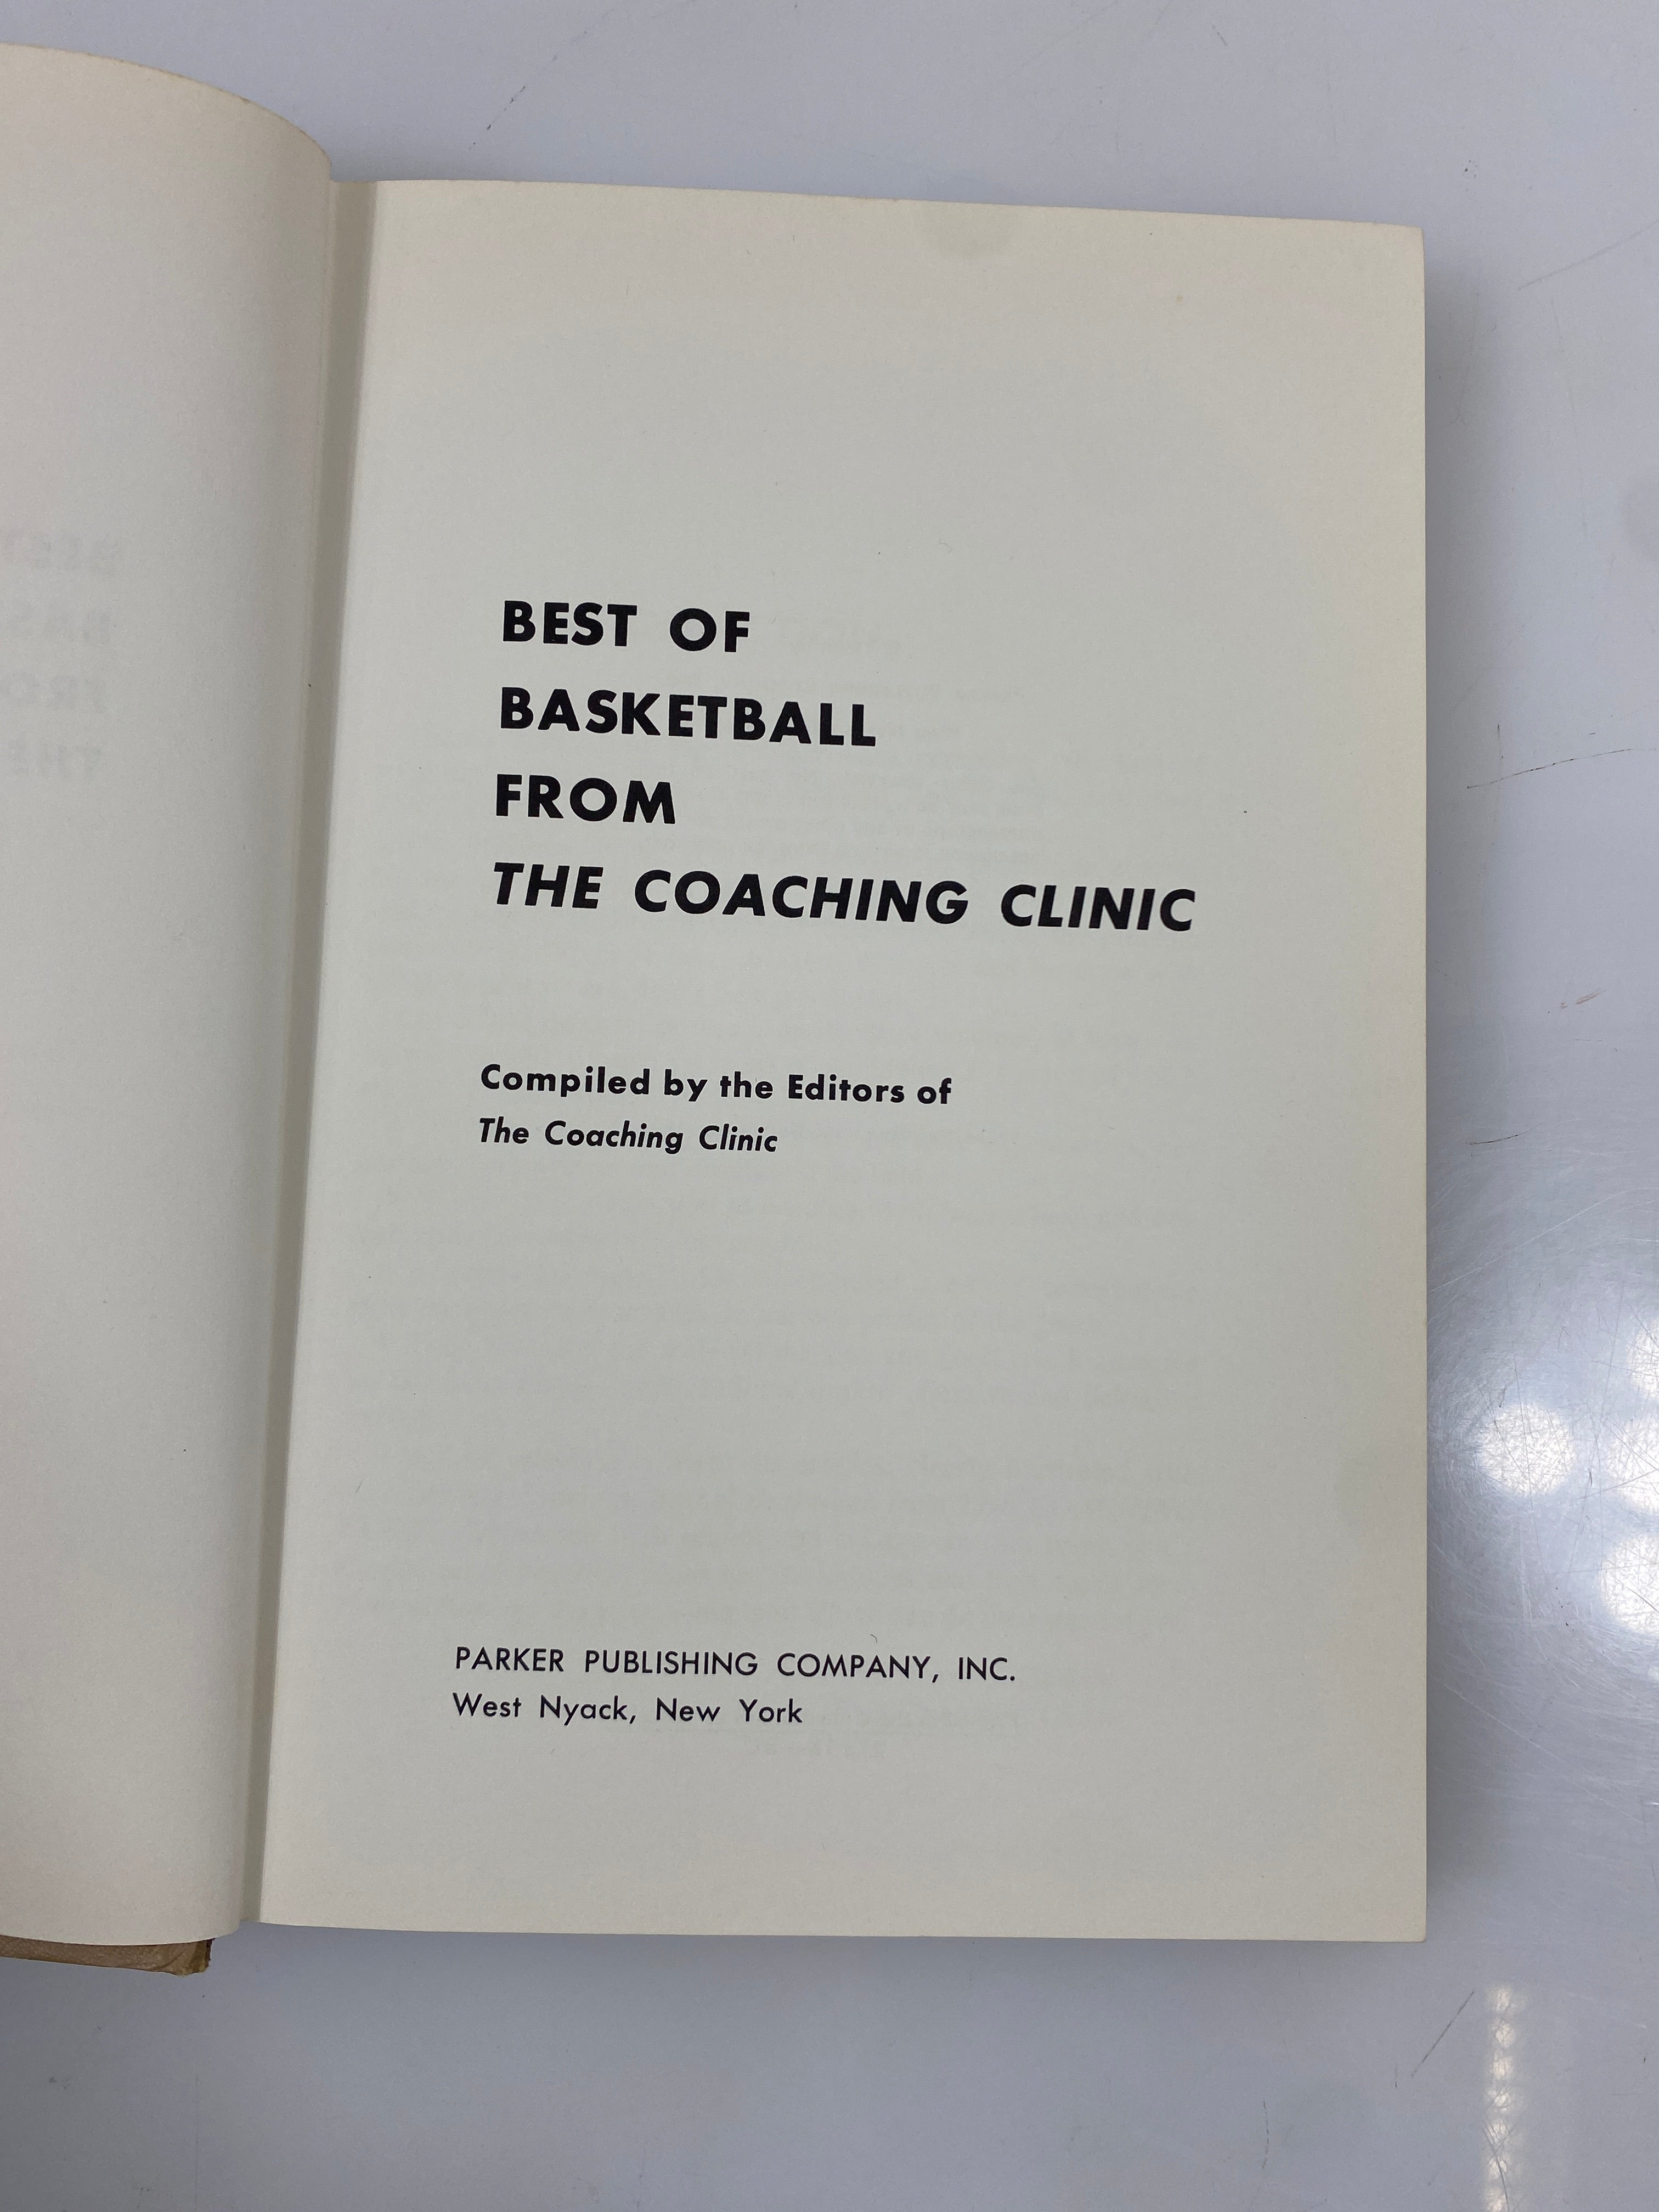 BEST OF
BASKETBALL
FROM
THE COACHING CLINIC
Compiled by the Editors of
The Coaching Clinic
PARKER PUBLISHING COMPANY, INC.
West Nyack, New York